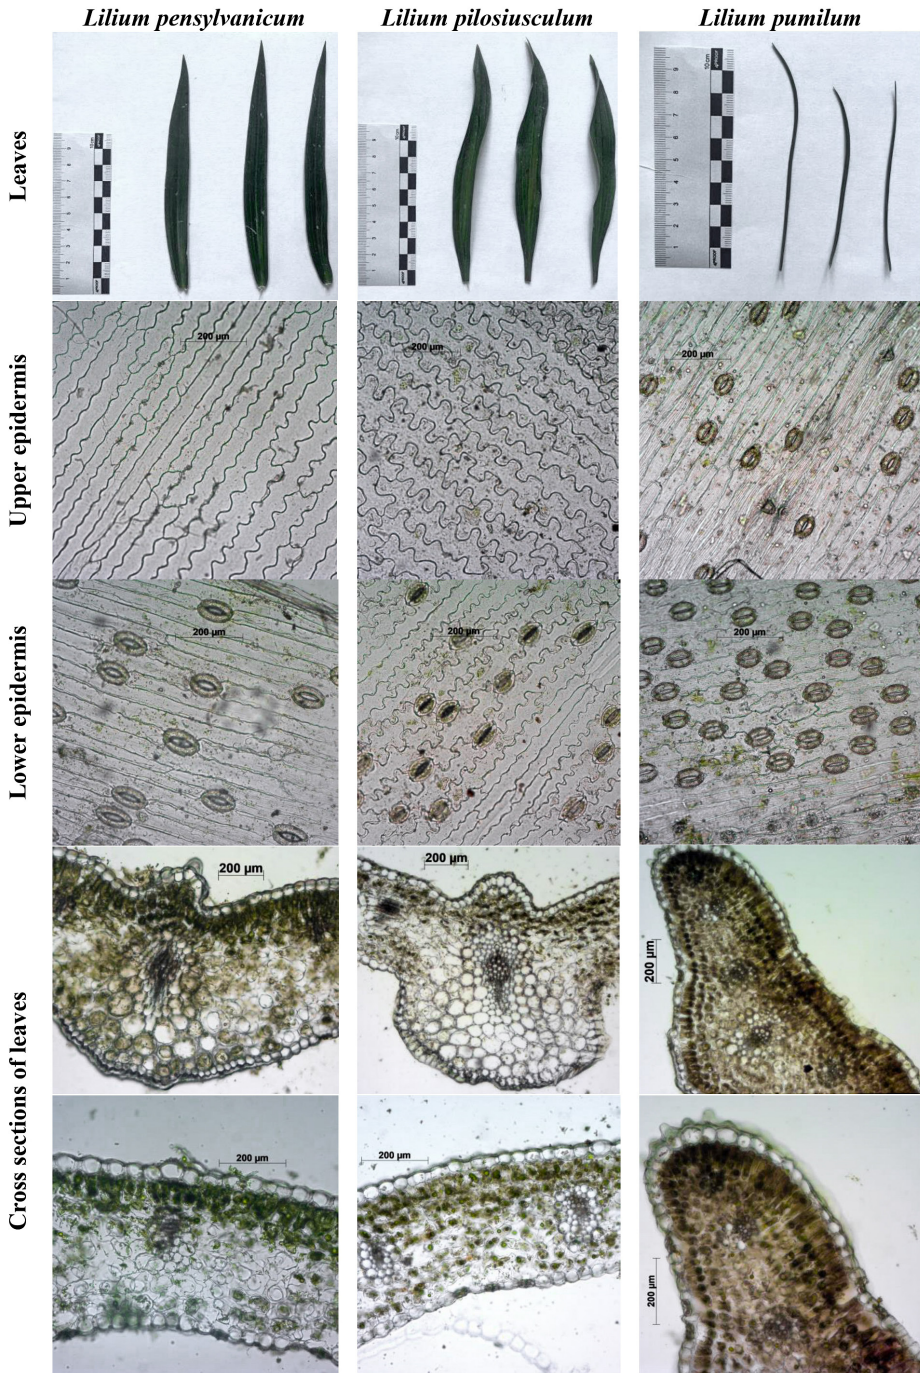 Lilium pensylvanicum
Lilium pilosiusculum
Lilium pumilum
Leaves
10 cm
Upper epidermis
200 µm
200 µm
200 µm
Lower epidermis
200 µm
200 µm
200 µm
Cross sections of leaves
200 µm
200 µm
200 µm
200 µm
200 µm
200 µm